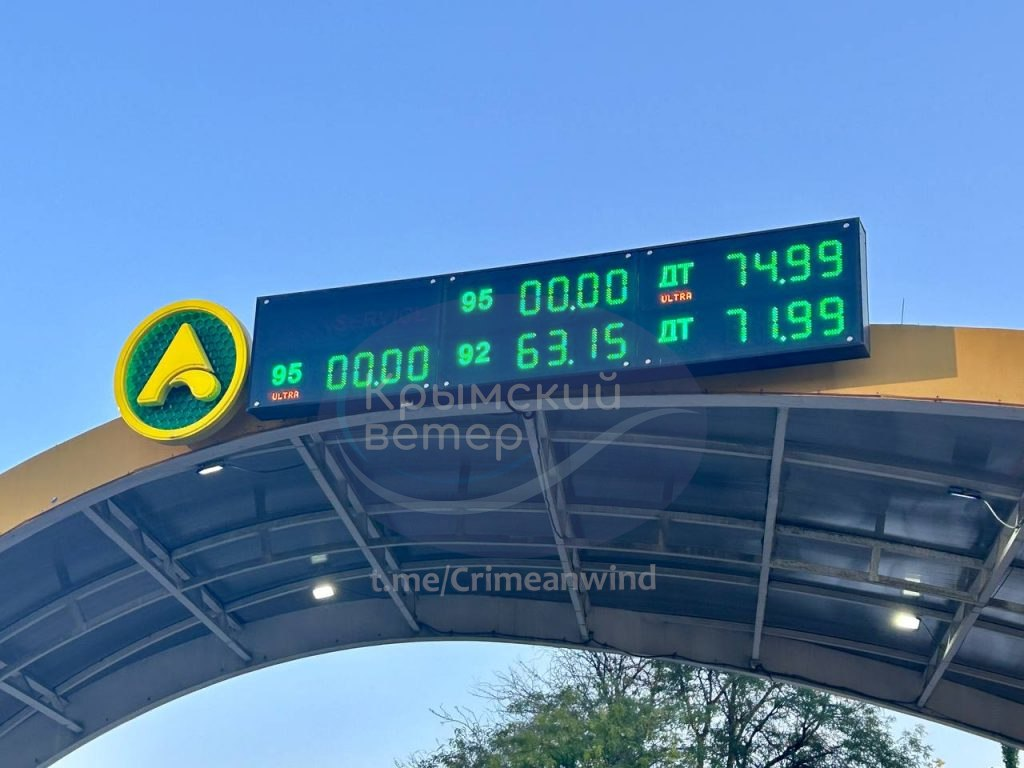 95 00.00 ДТ 74.99
ULTRA
95 00.00 92 63.15 ДТ 71.99
ULTRA
Крымский
ветер
t.me/Crimeanwind